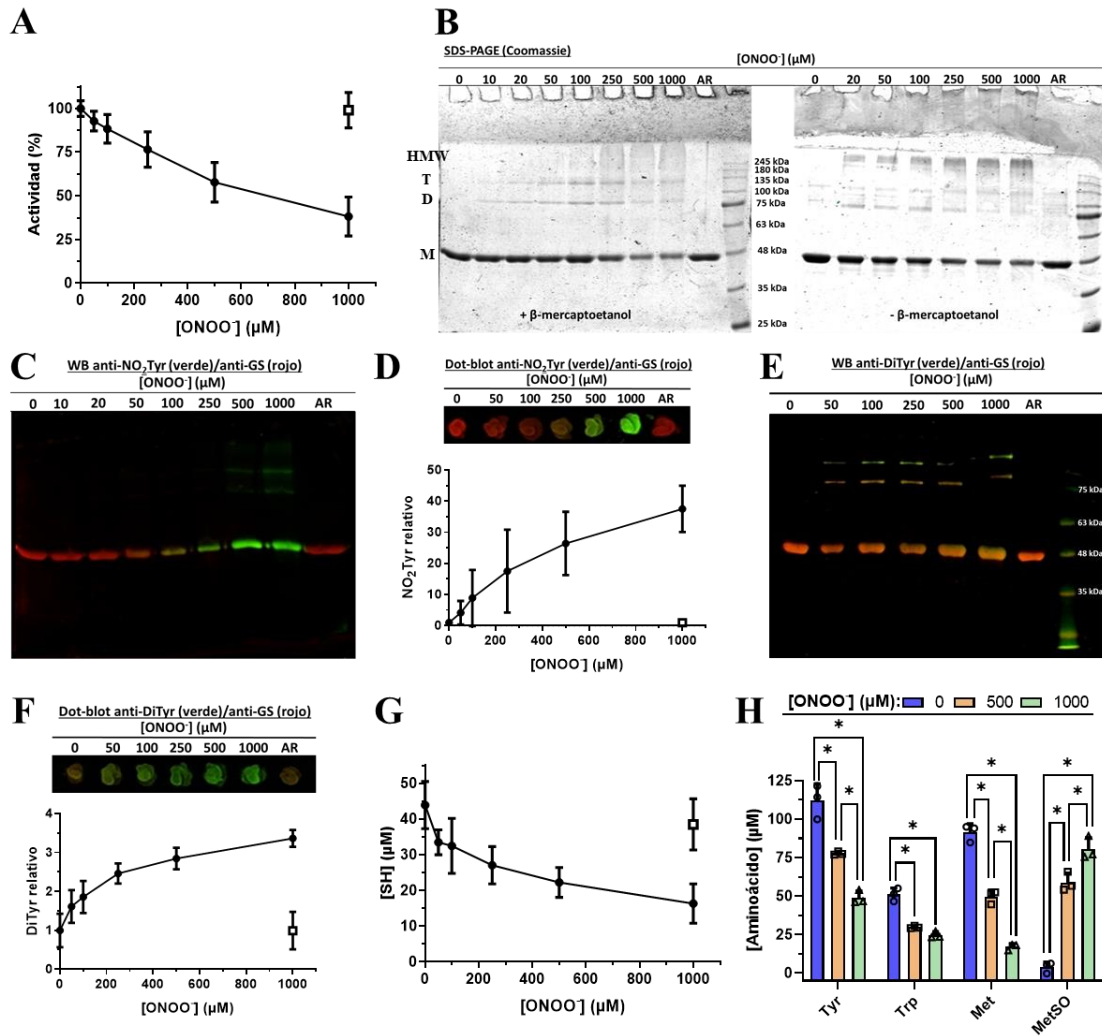 A
Actividad (%)
100
75
50
25
0
0 200 400 600 800 1000
[ONOO⁻] (µM)
B
SDS-PAGE (Coomassie)
[ONOO⁻] (µM)
0 10 20 50 100 250 500 1000 AR
0 20 50 100 250 500 1000 AR
HMW
T
D
M
245 kDa
180 kDa
135 kDa
100 kDa
75 kDa
63 kDa
48 kDa
35 kDa
25 kDa
+ β-mercaptoetanol
- β-mercaptoetanol
C
WB anti-NO₂Tyr (verde)/anti-GS (rojo)
[ONOO⁻] (µM)
0 10 20 50 100 250 500 1000 AR
D
Dot-blot anti-NO₂Tyr (verde)/anti-GS (rojo)
[ONOO⁻] (µM)
0 50 100 250 500 1000 AR
NO₂Tyr relativo
50
40
30
20
10
0
0 200 400 600 800 1000
[ONOO⁻] (µM)
E
WB anti-DiTyr (verde)/anti-GS (rojo)
[ONOO⁻] (µM)
0 50 100 250 500 1000 AR
75 kDa
63 kDa
48 kDa
35 kDa
F
Dot-blot anti-DiTyr (verde)/anti-GS (rojo)
[ONOO⁻] (µM)
0 50 100 250 500 1000 AR
DiTyr relativo
4
3
2
1
0
0 200 400 600 800 1000
[ONOO⁻] (µM)
G
[SH] (µM)
50
40
30
20
10
0
0 200 400 600 800 1000
[ONOO⁻] (µM)
H
[ONOO⁻] (µM): 0 500 1000
[Aminoácido] (µM)
125
100
75
50
25
0
* * * * * * * * * * *
Tyr Trp Met MetSO